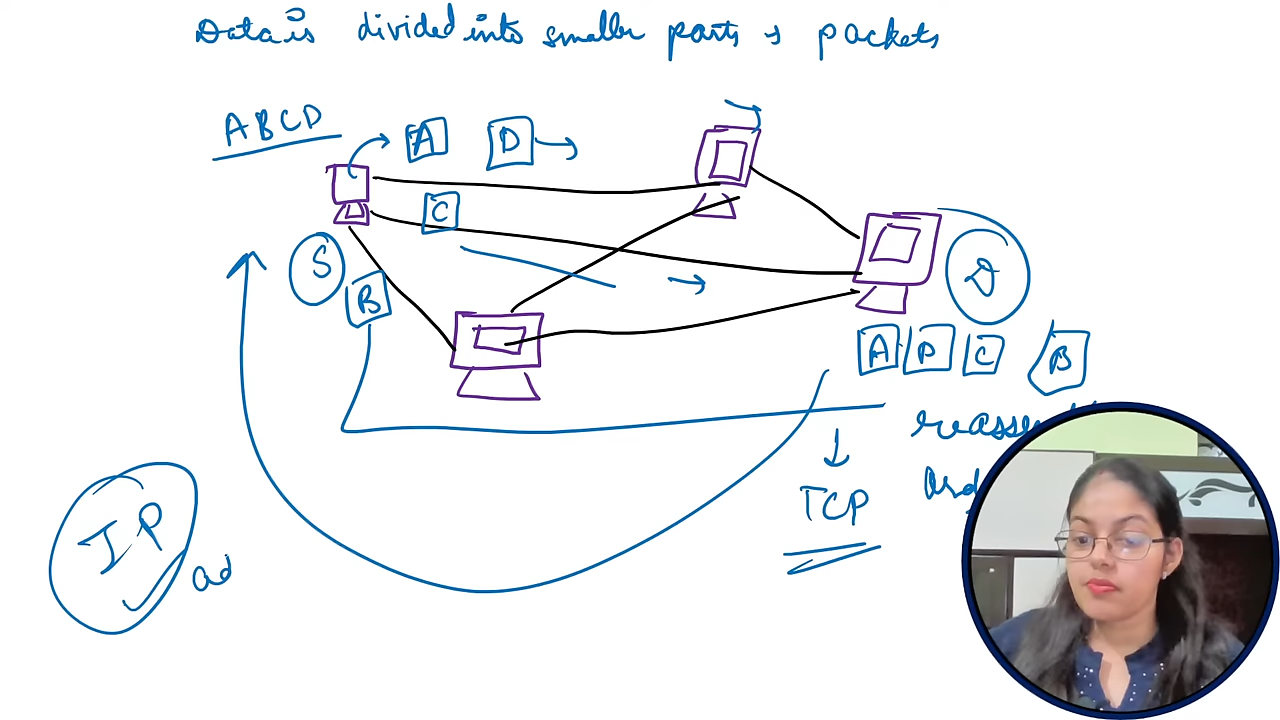 Data is divided into smaller parts → packets
ABCD
A D
C
S
B
D
A D C B
TCP
IP
ad